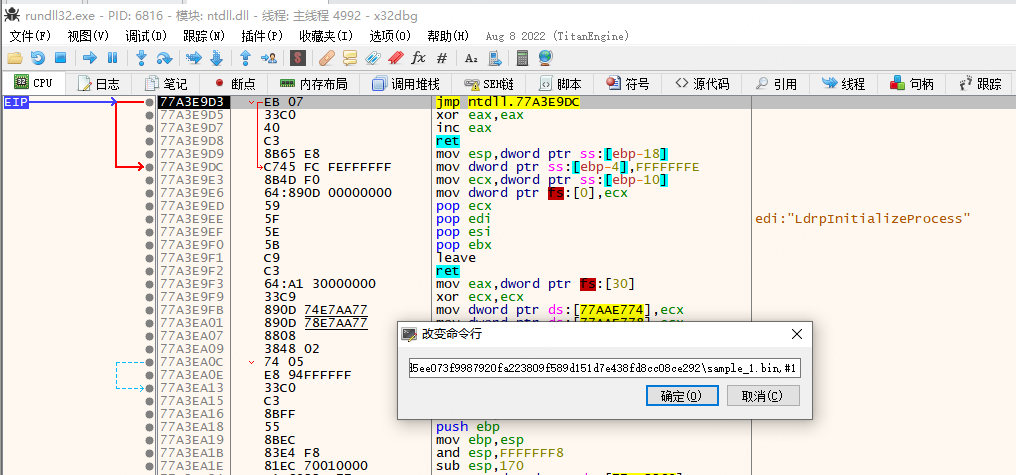 rundll32.exe - PID: 6816 - 模块: ntdll.dll - 线程: 主线程 4992 - x32dbg
文件(F) 视图(V) 调试(D) 跟踪(N) 插件(P) 收藏夹(I) 选项(O) 帮助(H) Aug 8 2022 (TitanEngine)
CPU 日志 笔记 断点 内存布局 调用堆栈 SEH链 脚本 符号 源代码 引用 线程 句柄 跟踪
EIP 77A3E9D3 EB 07 jmp ntdll.77A3E9DC
77A3E9D5 33C0 xor eax,eax
77A3E9D7 40 inc eax
77A3E9D8 C3 ret
77A3E9D9 8B65 E8 mov esp,dword ptr ss:[ebp-18]
77A3E9DC C745 FC FEFFFFFF mov dword ptr ss:[ebp-4],FFFFFFFE
77A3E9E3 8B4D F0 mov ecx,dword ptr ss:[ebp-10]
77A3E9E6 64:890D 00000000 mov dword ptr fs:[0],ecx
77A3E9ED 59 pop ecx
77A3E9EE 5F pop edi edi:"LdrpInitializeProcess"
77A3E9EF 5E pop esi
77A3E9F0 5B pop ebx
77A3E9F1 C9 leave
77A3E9F2 C3 ret
77A3E9F3 64:A1 30000000 mov eax,dword ptr fs:[30]
77A3E9F9 33C9 xor ecx,ecx
77A3E9FB 890D 74E7AA77 mov dword ptr ds:[77AAE774],ecx
77A3EA01 890D 78E7AA77 mov dword ptr ds:[77AAE778],ecx
77A3EA07 8808
77A3EA09 3848 02
77A3EA0C 74 05
77A3EA0E E8 94FFFFFF
77A3EA13 33C0
77A3EA15 C3
77A3EA16 8BFF
77A3EA18 55 push ebp
77A3EA19 8BEC mov ebp,esp
77A3EA1B 83E4 F8 and esp,FFFFFFF8
77A3EA1E 81EC 70010000 sub esp,170
改变命令行
d5ee073f9987920fa223809f589d151d7e438fd8cc08ce292\sample_1.bin,#1
确定(O) 取消(C)